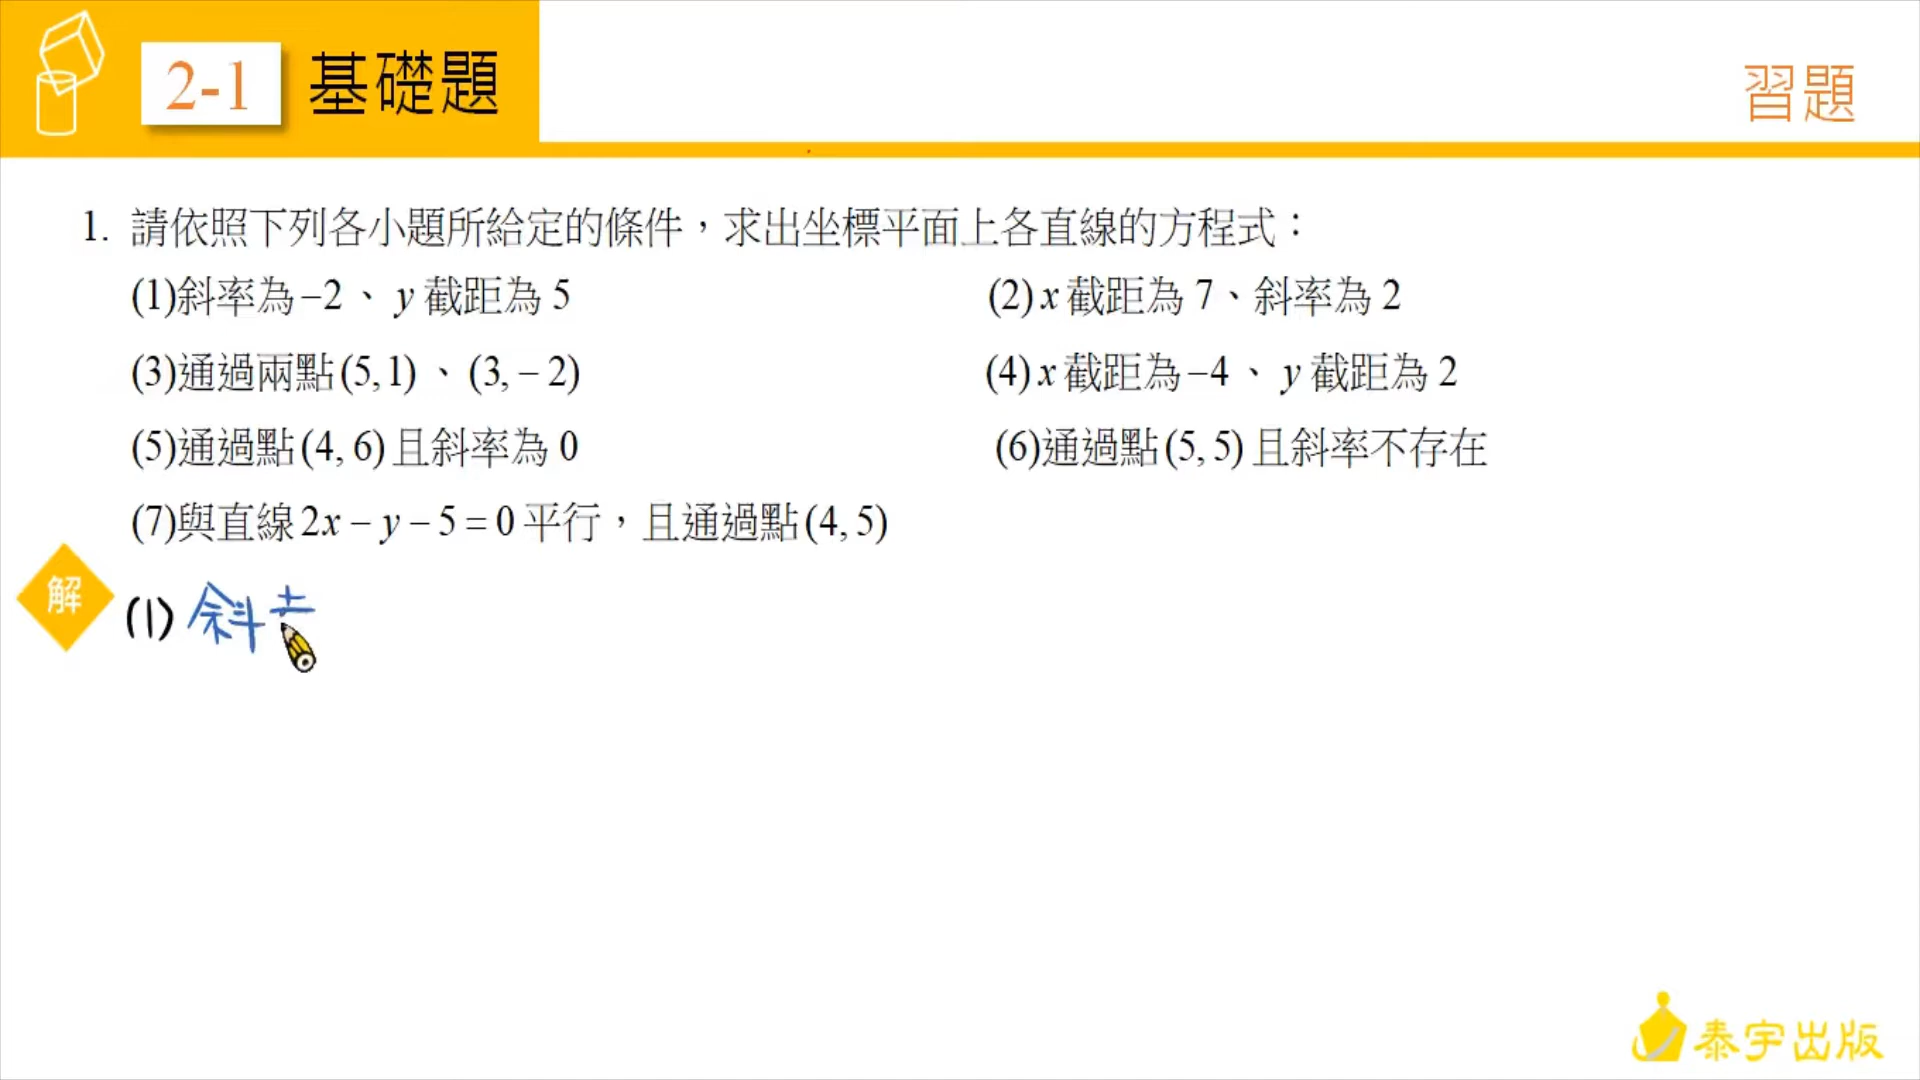 2-1 基礎題
習題
1. 請依照下列各小題所給定的條件，求出坐標平面上各直線的方程式：
(1)斜率為−2、y截距為5 (2)x截距為7、斜率為2
(3)通過兩點(5,1)、(3,−2) (4)x截距為−4、y截距為2
(5)通過點(4,6)且斜率為0 (6)通過點(5,5)且斜率不存在
(7)與直線2x−y−5=0平行，且通過點(4,5)
解 (1) 斜
泰宇出版